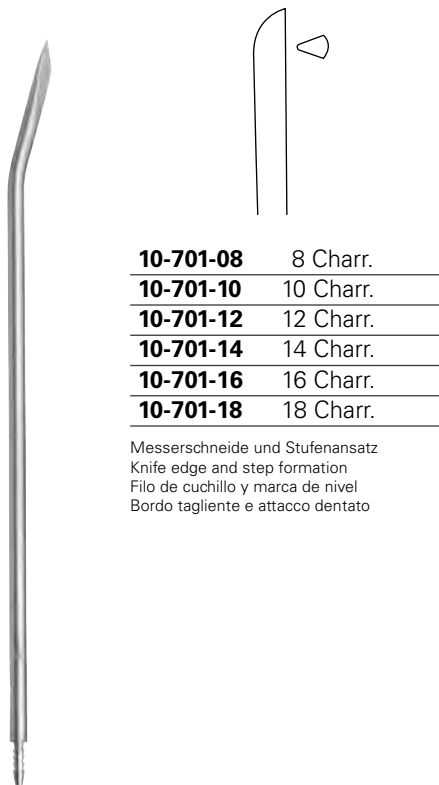 10-701-08 8 Charr.
10-701-10 10 Charr.
10-701-12 12 Charr.
10-701-14 14 Charr.
10-701-16 16 Charr.
10-701-18 18 Charr.
Messerschneide und Stufenansatz
Knife edge and step formation
Filo de cuchillo y marca de nivel
Bordo tagliente e attacco dentato